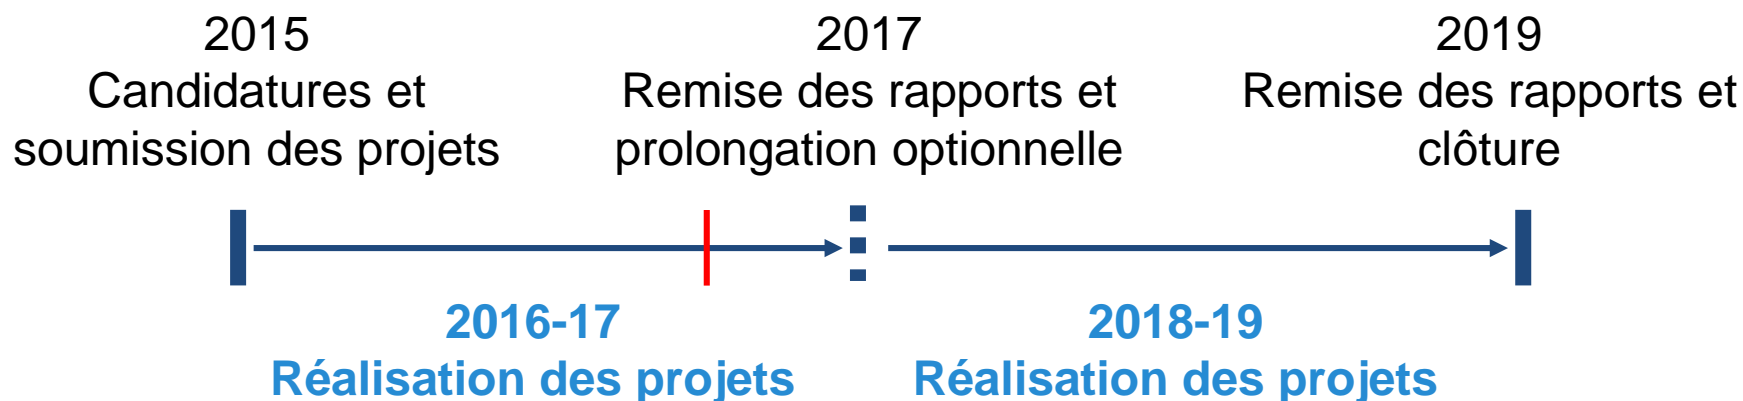 2015
Candidatures et
soumission des projets
2017
Remise des rapports et
prolongation optionnelle
2019
Remise des rapports et
clôture
2016-17
Réalisation des projets
2018-19
Réalisation des projets